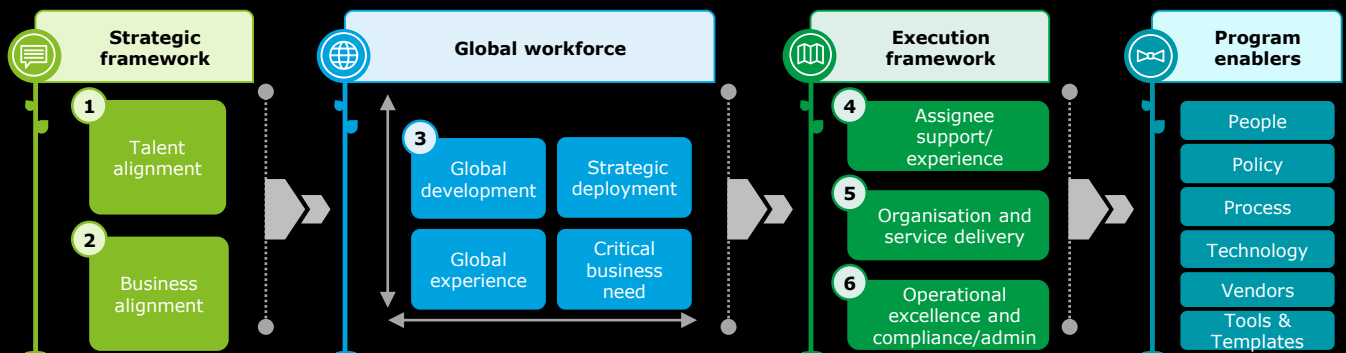 Strategic
framework
1
Talent
alignment
2
Business
alignment
Global workforce
3
Global
development
Strategic
deployment
Global
experience
Critical
business
need
Execution
framework
4
Assignee
support/
experience
5
Organisation and
service delivery
6
Operational
excellence and
compliance/admin
Program
enablers
People
Policy
Process
Technology
Vendors
Tools &
Templates